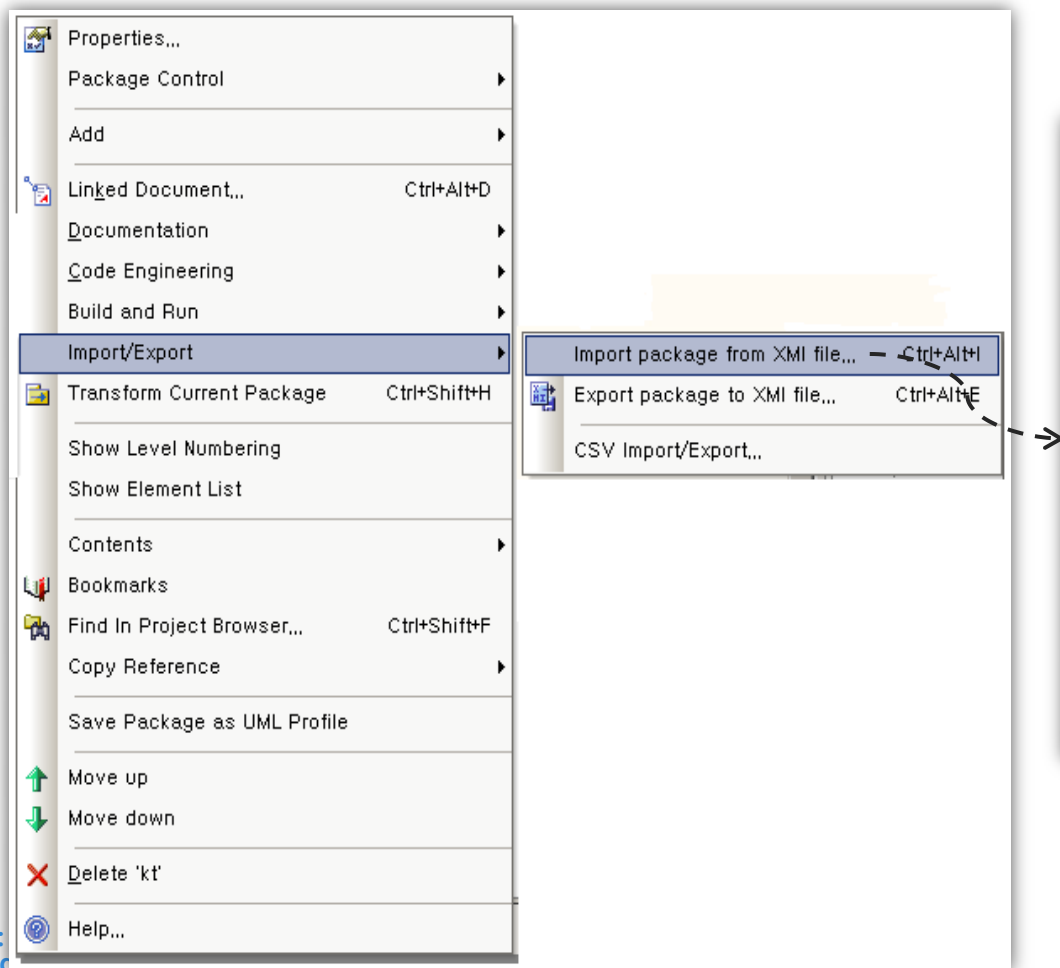 Properties...
Package Control
Add
Linked Document... Ctrl+Alt+D
Documentation
Code Engineering
Build and Run
Import/Export
Import package from XMI file... Ctrl+Alt+I
Transform Current Package Ctrl+Shift+H
Export package to XMI file... Ctrl+Alt+E
CSV Import/Export...
Show Level Numbering
Show Element List
Contents
Bookmarks
Find In Project Browser... Ctrl+Shift+F
Copy Reference
Save Package as UML Profile
Move up
Move down
Delete 'kt'
Help...